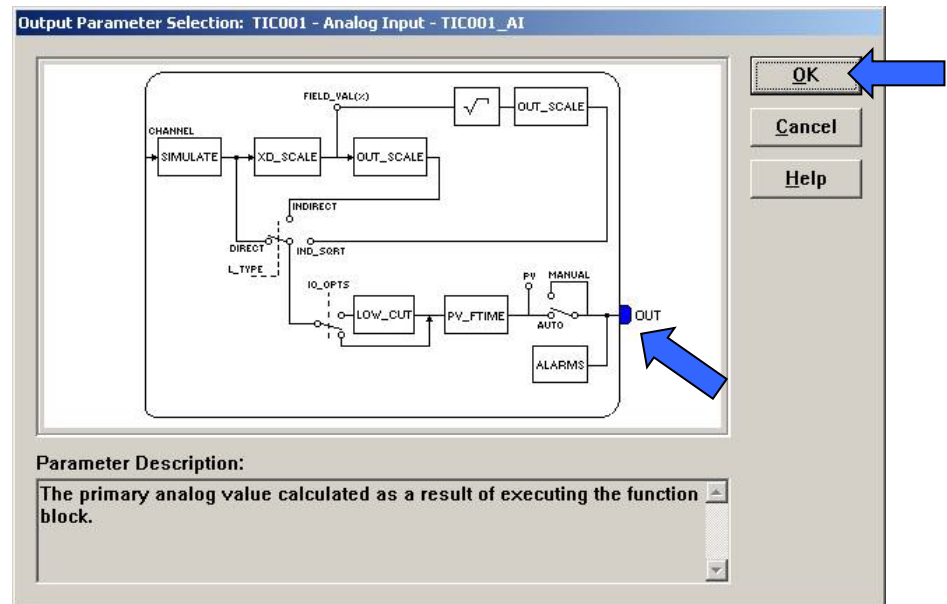 Output Parameter Selection: TIC001 - Analog Input - TIC001_AI
OK
Cancel
Help
FIELD_VAL(%)
√
OUT_SCALE
CHANNEL
SIMULATE
XD_SCALE
OUT_SCALE
INDIRECT
DIRECT
IND_SQRT
L_TYPE
IO_OPTS
LOW_CUT
PV_FTIME
PV
MANUAL
AUTO
OUT
ALARMS
Parameter Description:
The primary analog value calculated as a result of executing the function
block.